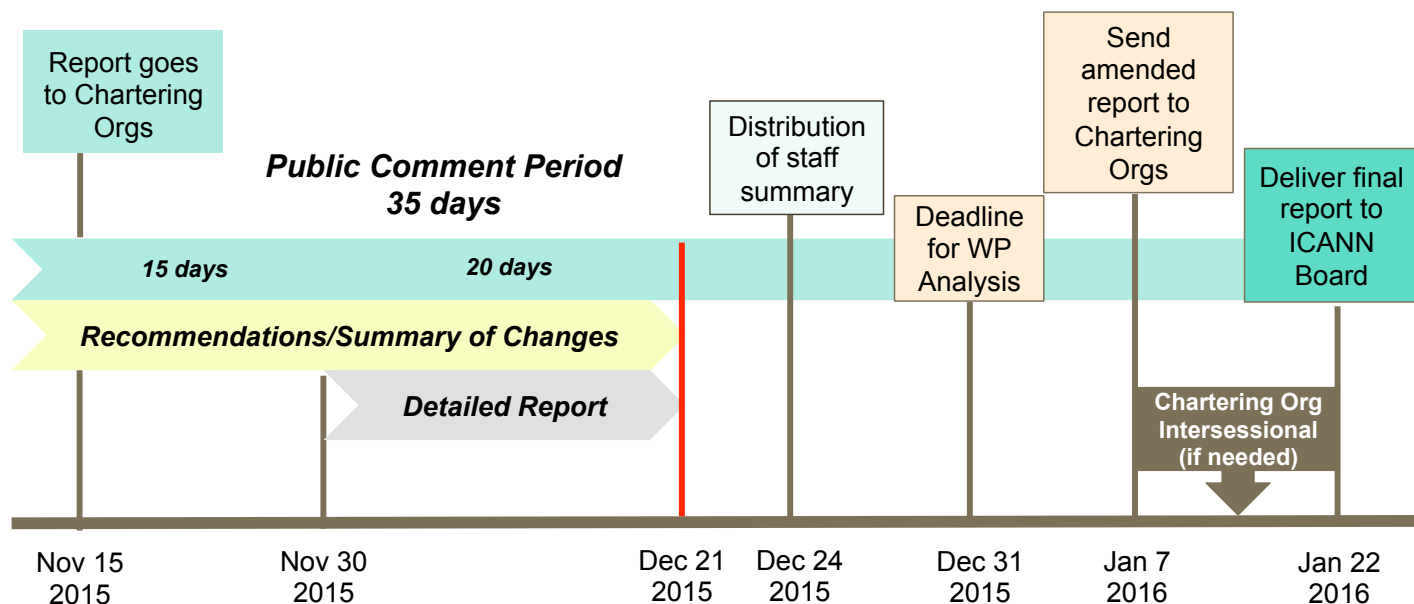 Report goes
to Chartering
Orgs
Public Comment Period
35 days
Distribution
of staff
summary
Deadline
for WP
Analysis
Send
amended
report to
Chartering
Orgs
Deliver final
report to
ICANN
Board
15 days
20 days
Recommendations/Summary of Changes
Detailed Report
Chartering Org
Intersessional
(if needed)
Nov 15
2015
Nov 30
2015
Dec 21
2015
Dec 24
2015
Dec 31
2015
Jan 7
2016
Jan 22
2016